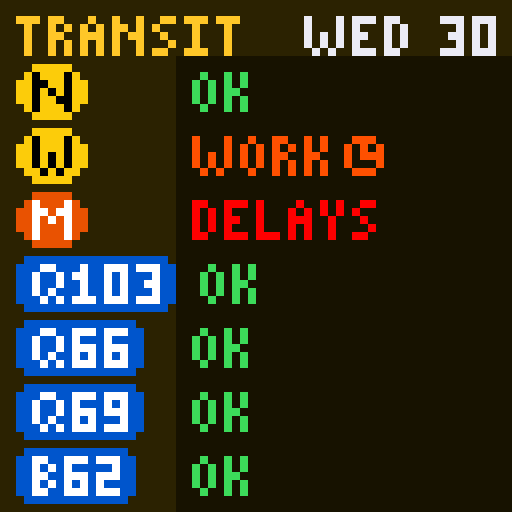 TRANSIT WED 30
N OK
W WORK
M DELAYS
Q103 OK
Q66 OK
Q69 OK
B62 OK